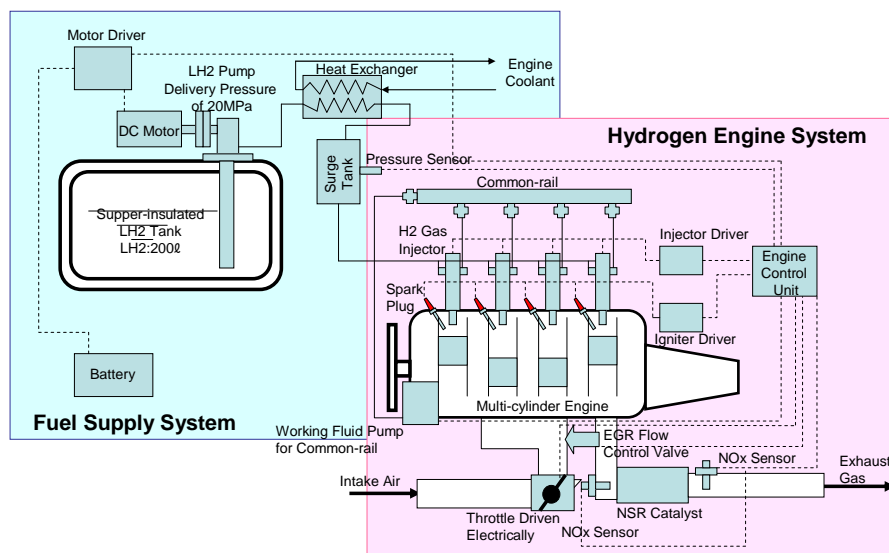 Motor Driver
LH2 Pump
Delivery Pressure
of 20MPa
Heat Exchanger
Engine
Coolant
DC Motor
Hydrogen Engine System
Surge
Tank
Pressure Sensor
Common-rail
Supper-insulated
LH2 Tank
LH2:200ℓ
H2 Gas
Injector
Injector Driver
Engine
Control
Unit
Spark
Plug
Igniter Driver
Battery
Multi-cylinder Engine
Fuel Supply System
Working Fluid Pump
for Common-rail
EGR Flow
Control Valve
NOx Sensor
Exhaust
Gas
Intake Air
Throttle Driven
Electrically
NOx Sensor
NSR Catalyst